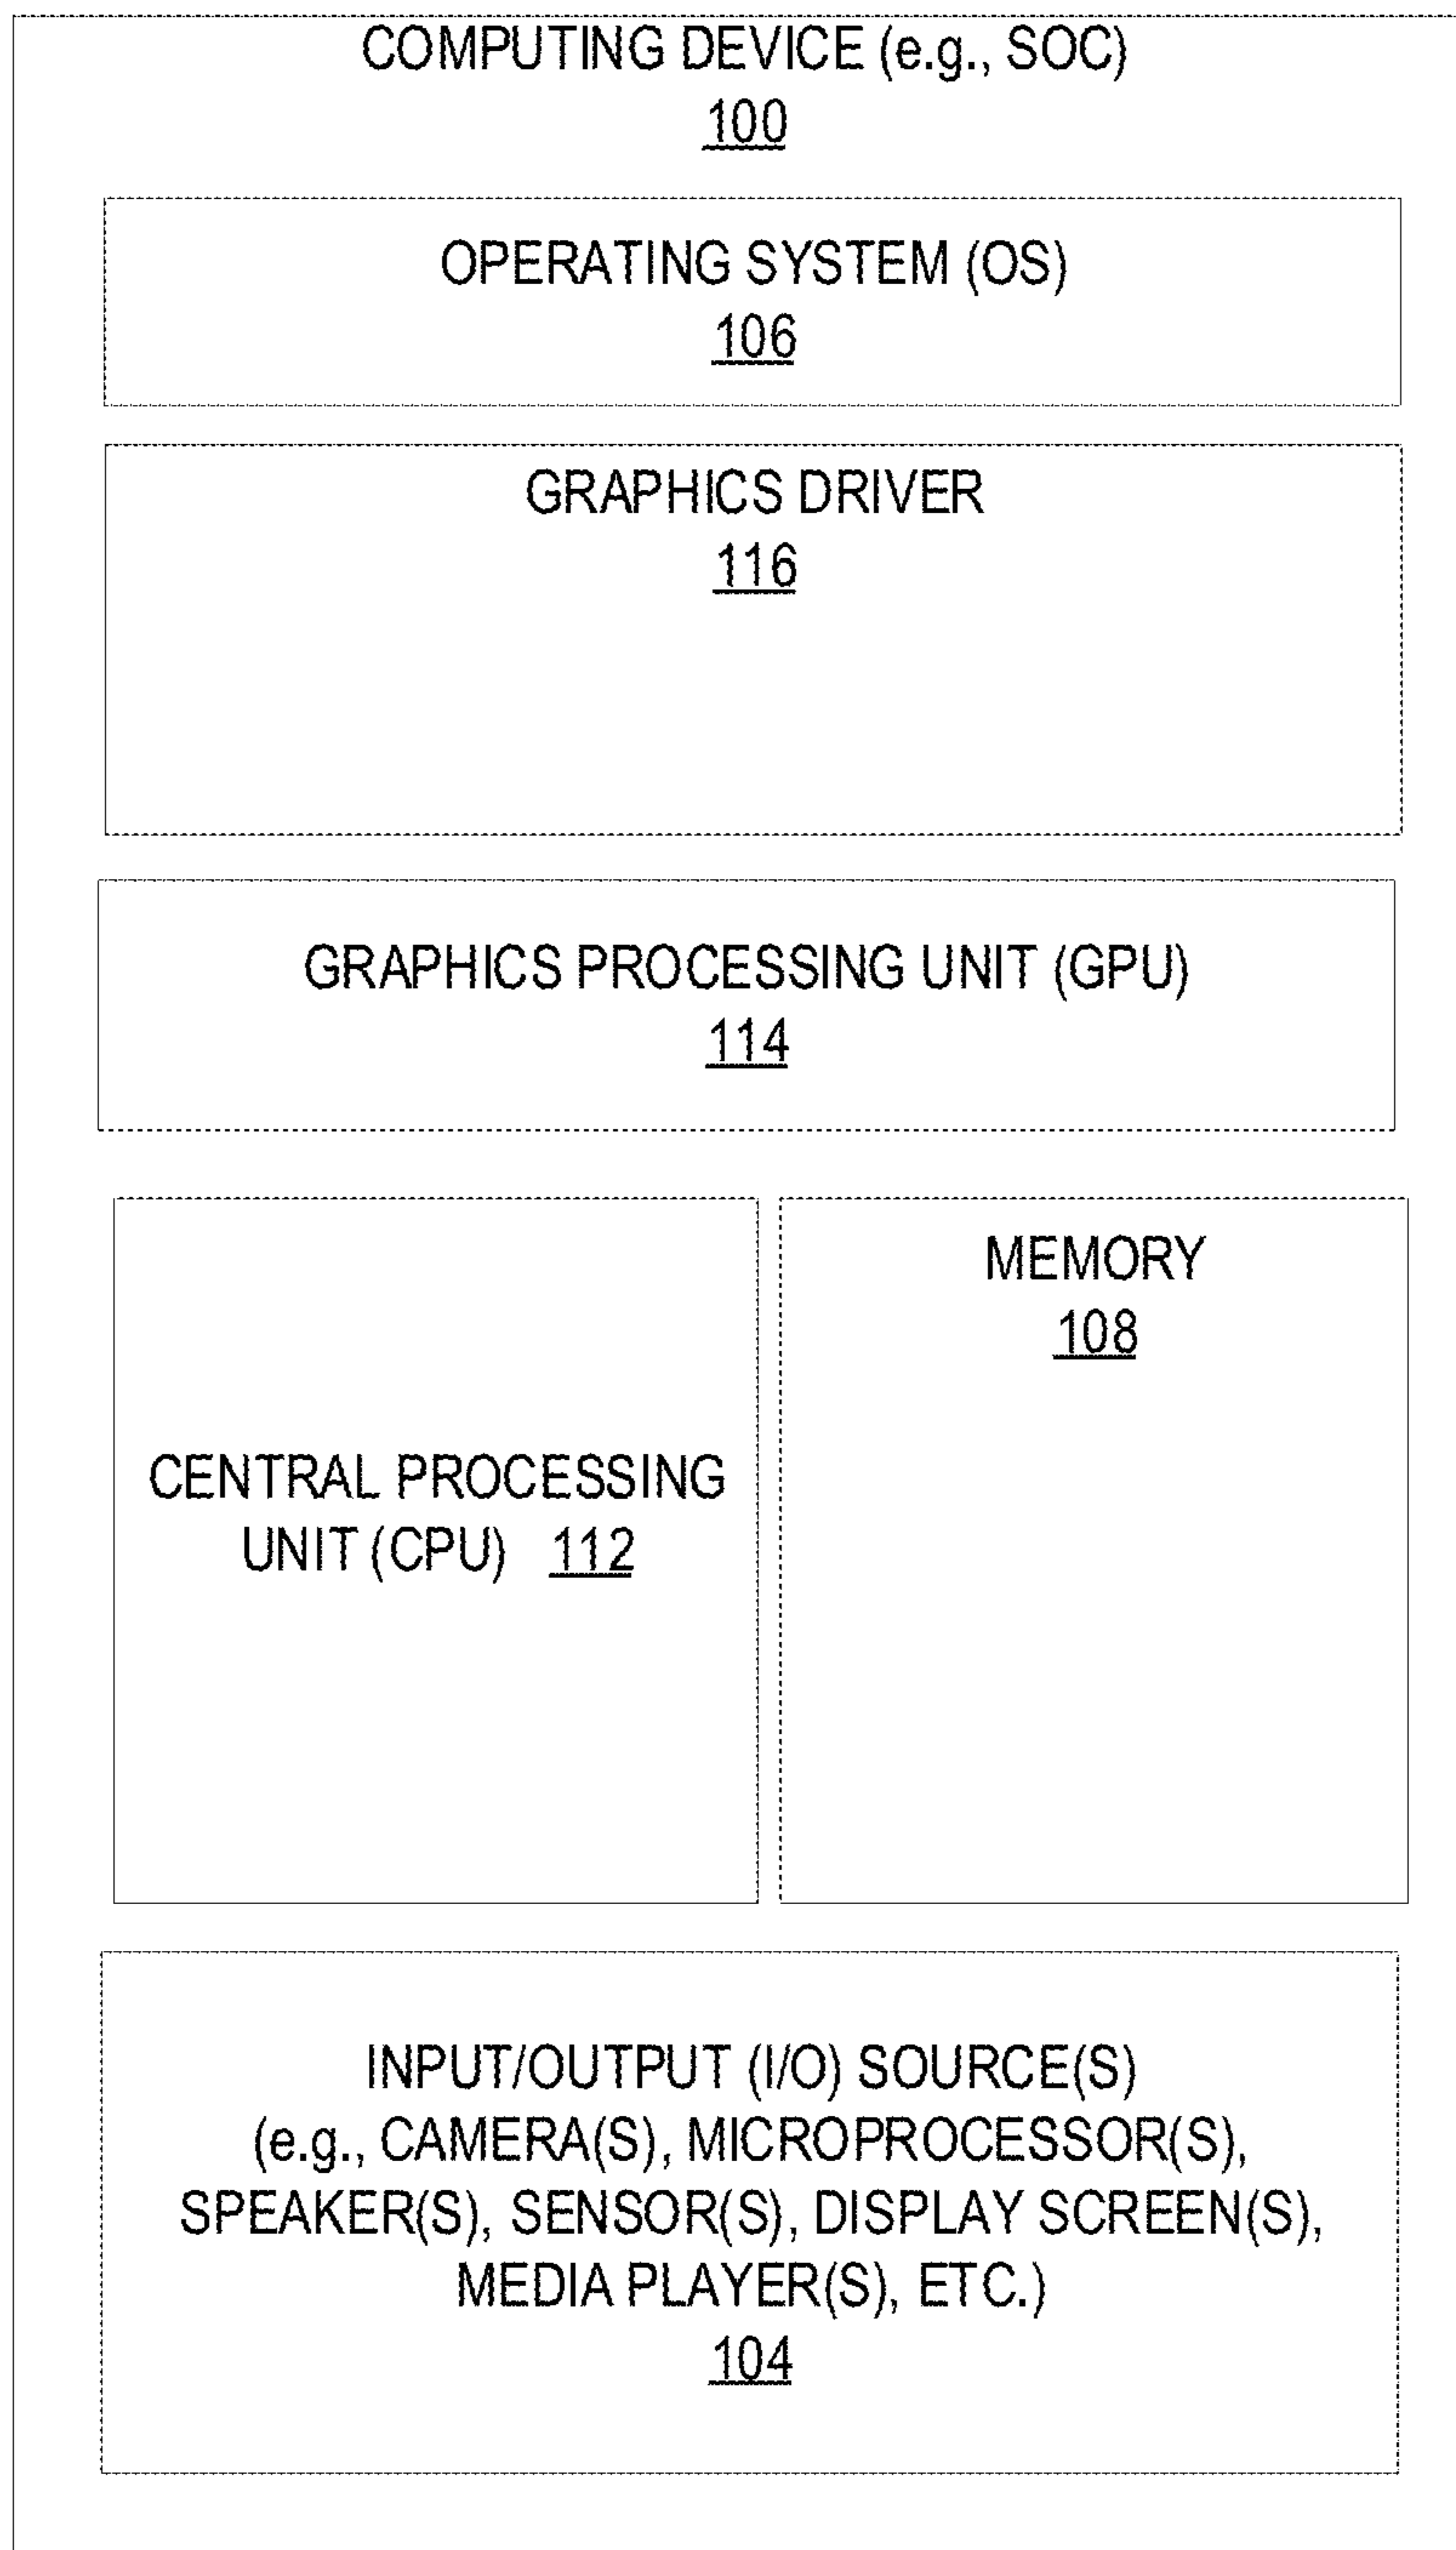 COMPUTING DEVICE (e.g., SOC)
100
OPERATING SYSTEM (OS)
106
GRAPHICS DRIVER
116
GRAPHICS PROCESSING UNIT (GPU)
114
CENTRAL PROCESSING
UNIT (CPU) 112
MEMORY
108
INPUT/OUTPUT (I/O) SOURCE(S)
(e.g., CAMERA(S), MICROPROCESSOR(S),
SPEAKER(S), SENSOR(S), DISPLAY SCREEN(S),
MEDIA PLAYER(S), ETC.)
104